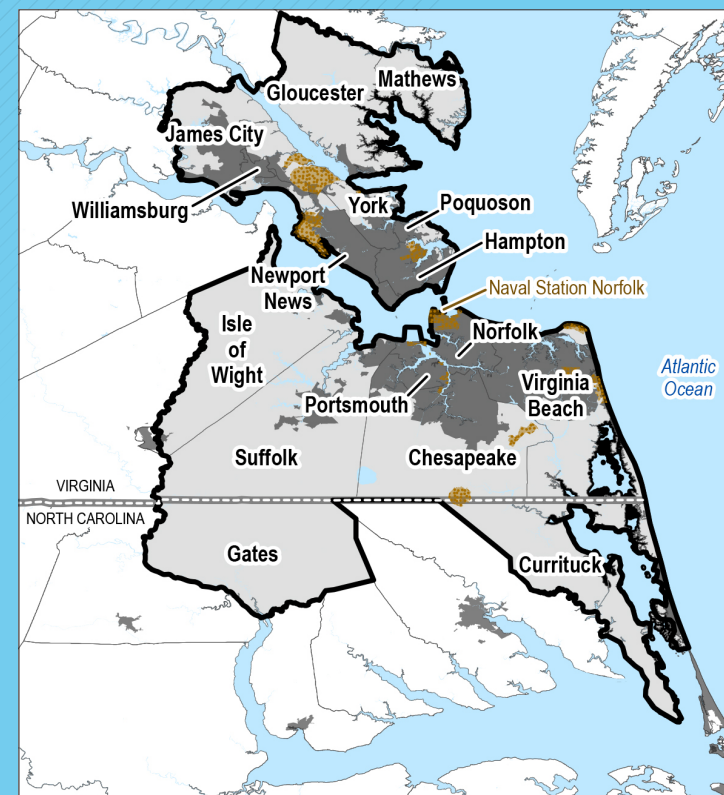 Mathews
Gloucester
James City
Williamsburg
York
Poquoson
Hampton
Newport
News
Naval Station Norfolk
Isle
of
Wight
Norfolk
Atlantic
Ocean
Portsmouth
Virginia
Beach
Suffolk
Chesapeake
VIRGINIA
NORTH CAROLINA
Gates
Currituck